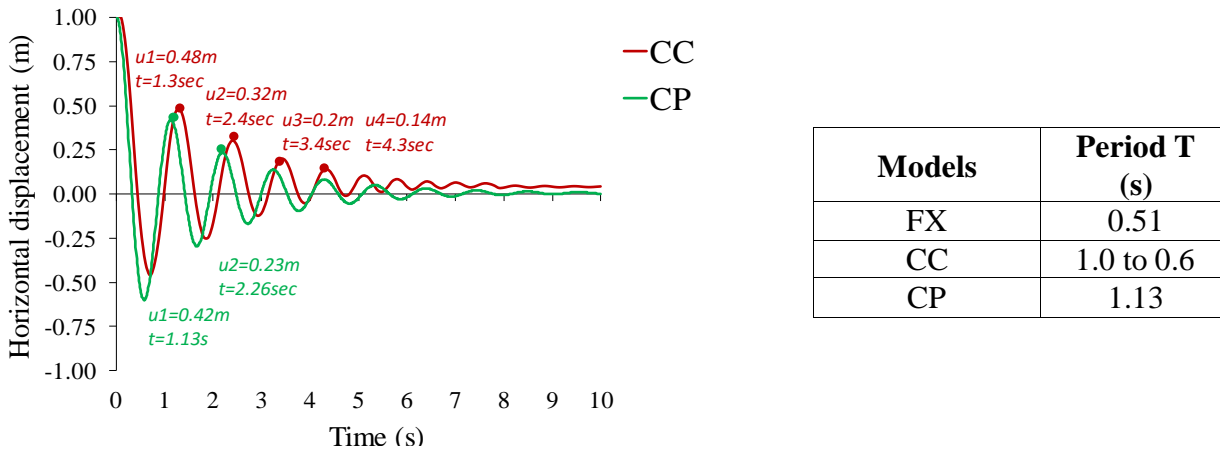 Horizontal displacement (m)
1.00
0.75
0.50
0.25
0.00
-0.25
-0.50
-0.75
-1.00
u1=0.48m
t=1.3sec
u2=0.32m
t=2.4sec
u3=0.2m
t=3.4sec
u4=0.14m
t=4.3sec
u2=0.23m
t=2.26sec
u1=0.42m
t=1.13s
CC
CP
0 1 2 3 4 5 6 7 8 9 10
Time (s)
Models Period T
(s)
FX 0.51
CC 1.0 to 0.6
CP 1.13